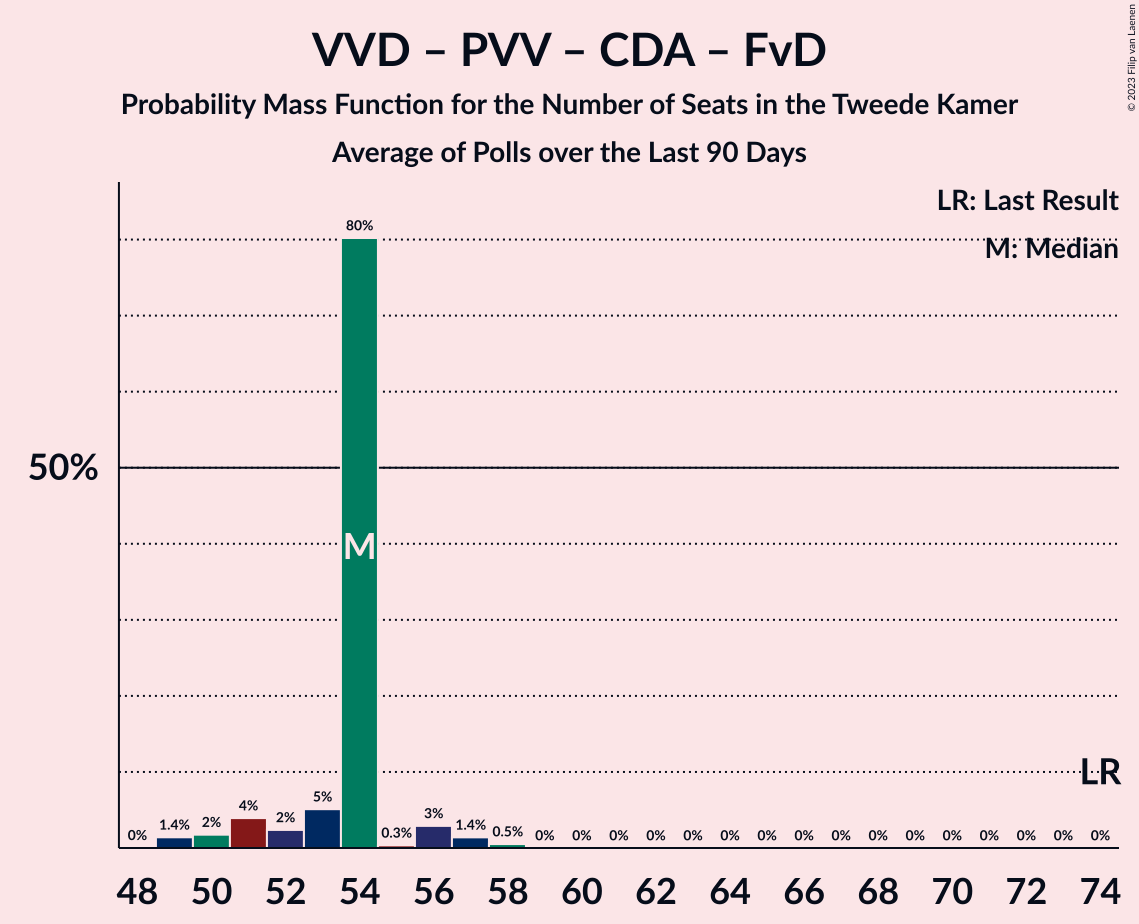 VVD – PVV – CDA – FvD
Probability Mass Function for the Number of Seats in the Tweede Kamer
Average of Polls over the Last 90 Days
© 2023 Filip van Laenen
LR: Last Result
M: Median
80%
50%
M
LR
0% 1.4% 2% 4% 2% 5% 0.3% 3% 1.4% 0.5% 0% 0% 0% 0% 0% 0% 0% 0% 0% 0% 0% 0% 0% 0% 0% 0%
48 50 52 54 56 58 60 62 64 66 68 70 72 74